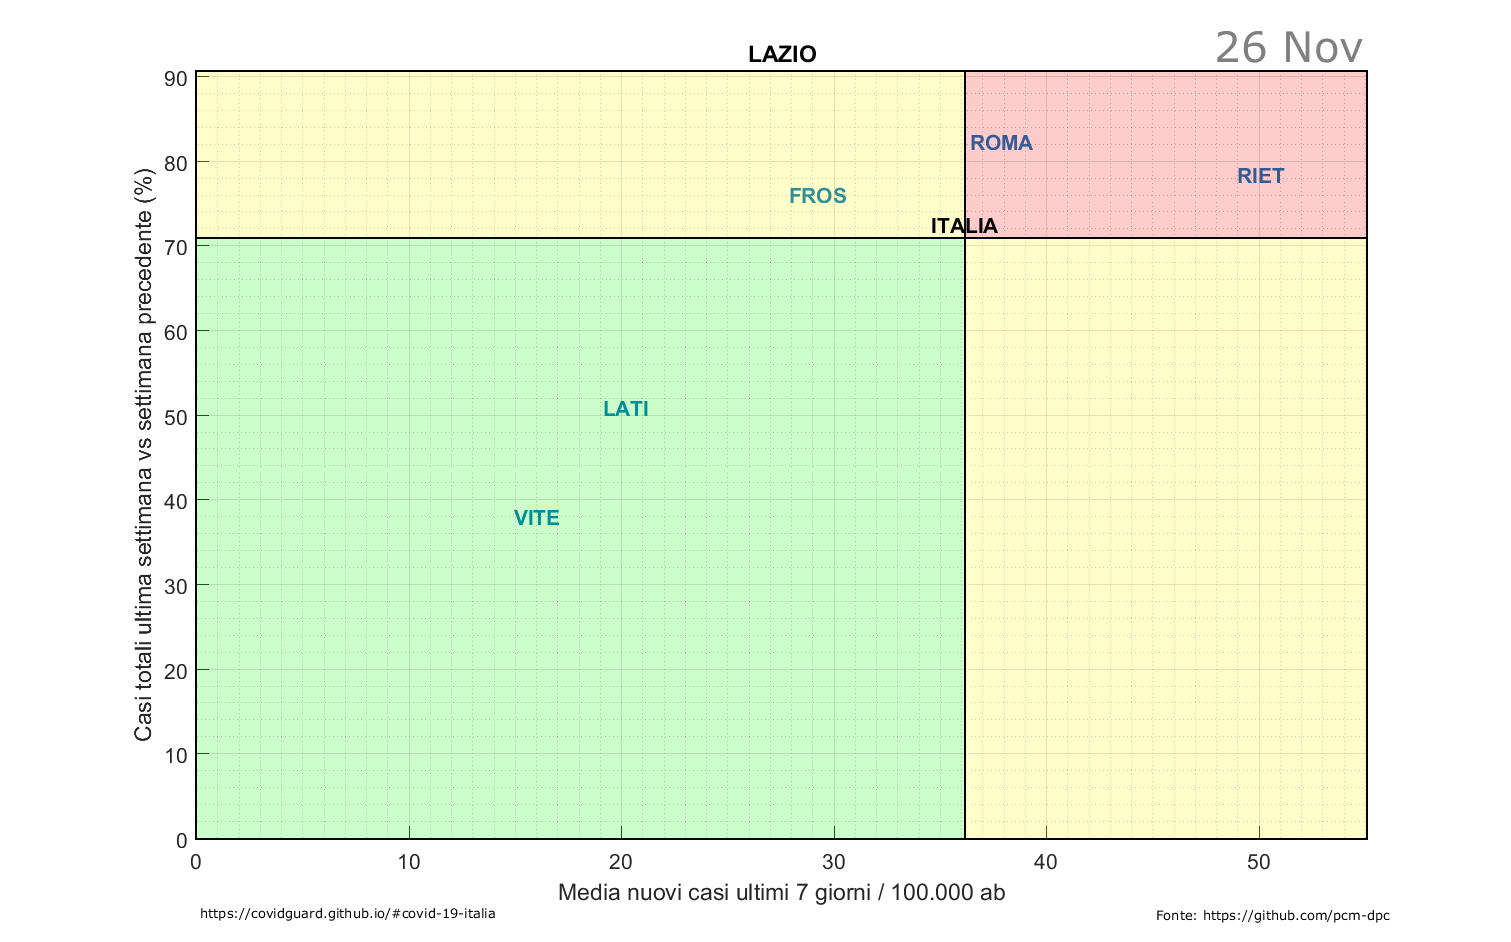 LAZIO
26 Nov
90
80
70
60
50
40
30
20
10
0
Casi totali ultima settimana vs settimana precedente (%)
ROMA
RIET
FROS
ITALIA
LATI
VITE
0 10 20 30 40 50
Media nuovi casi ultimi 7 giorni / 100.000 ab
https://covidguard.github.io/#covid-19-italia
Fonte: https://github.com/pcm-dpc